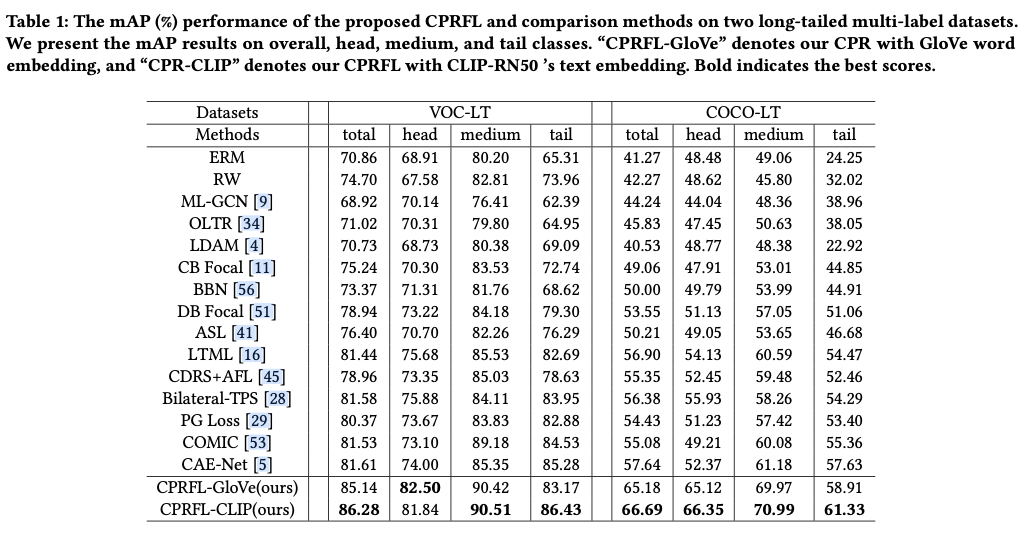 Table 1: The mAP (%) performance of the proposed CPRFL and comparison methods on two long-tailed multi-label datasets.
We present the mAP results on overall, head, medium, and tail classes. “CPRFL-GloVe” denotes our CPR with GloVe word
embedding, and “CPR-CLIP” denotes our CPRFL with CLIP-RN50 ’s text embedding. Bold indicates the best scores.
Datasets VOC-LT COCO-LT
Methods total head medium tail total head medium tail
ERM 70.86 68.91 80.20 65.31 41.27 48.48 49.06 24.25
RW 74.70 67.58 82.81 73.96 42.27 48.62 45.80 32.02
ML-GCN [9] 68.92 70.14 76.41 62.39 44.24 44.04 48.36 38.96
OLTR [34] 71.02 70.31 79.80 64.95 45.83 47.45 50.63 38.05
LDAM [4] 70.73 68.73 80.38 69.09 40.53 48.77 48.38 22.92
CB Focal [11] 75.24 70.30 83.53 72.74 49.06 47.91 53.01 44.85
BBN [56] 73.37 71.31 81.76 68.62 50.00 49.79 53.99 44.91
DB Focal [51] 78.94 73.22 84.18 79.30 53.55 51.13 57.05 51.06
ASL [41] 76.40 70.70 82.26 76.29 50.21 49.05 53.65 46.68
LTML [16] 81.44 75.68 85.53 82.69 56.90 54.13 60.59 54.47
CDRS+AFL [45] 78.96 73.35 85.03 78.63 55.35 52.45 59.48 52.46
Bilateral-TPS [28] 81.58 75.88 84.11 83.95 56.38 55.93 58.26 54.29
PG Loss [29] 80.37 73.67 83.83 82.88 54.43 51.23 57.42 53.40
COMIC [53] 81.53 73.10 89.18 84.53 55.08 49.21 60.08 55.36
CAE-Net [5] 81.61 74.00 85.35 85.28 57.64 52.37 61.18 57.63
CPRFL-GloVe(ours) 85.14 82.50 90.42 83.17 65.18 65.12 69.97 58.91
CPRFL-CLIP(ours) 86.28 81.84 90.51 86.43 66.69 66.35 70.99 61.33